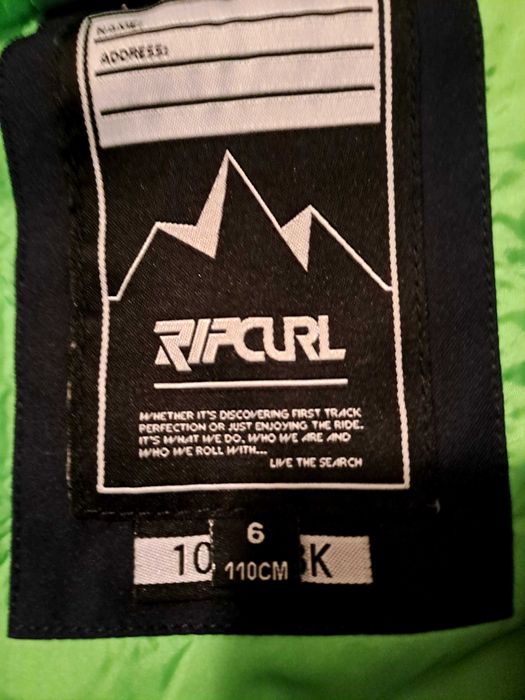 NAME:
ADDRESS:
RIPCURL
WHETHER IT'S DISCOVERING FIRST TRACK
PERFECTION OR JUST ENJOYING THE RIDE.
IT'S WHAT WE DO, WHO WE ARE AND
WHO WE ROLL WITH...
LIVE THE SEARCH
6
10 110CM K